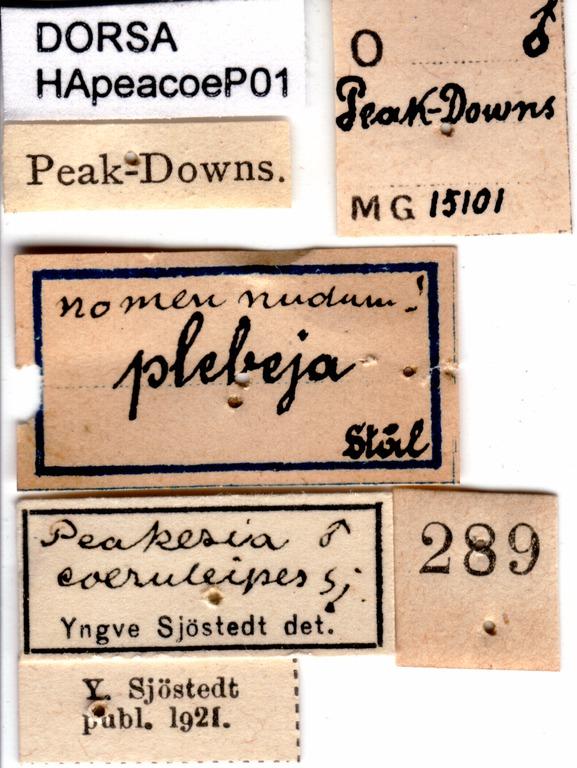 DORSA
HApeacoeP01
Peak-Downs.
O ♂
Peak-Downs
MG 15101
nomen nudum!
plebeja
Stål
Peakesia ♂
coeruleipes Sj.
Yngve Sjöstedt det.
289
Y. Sjöstedt
publ. 1921.